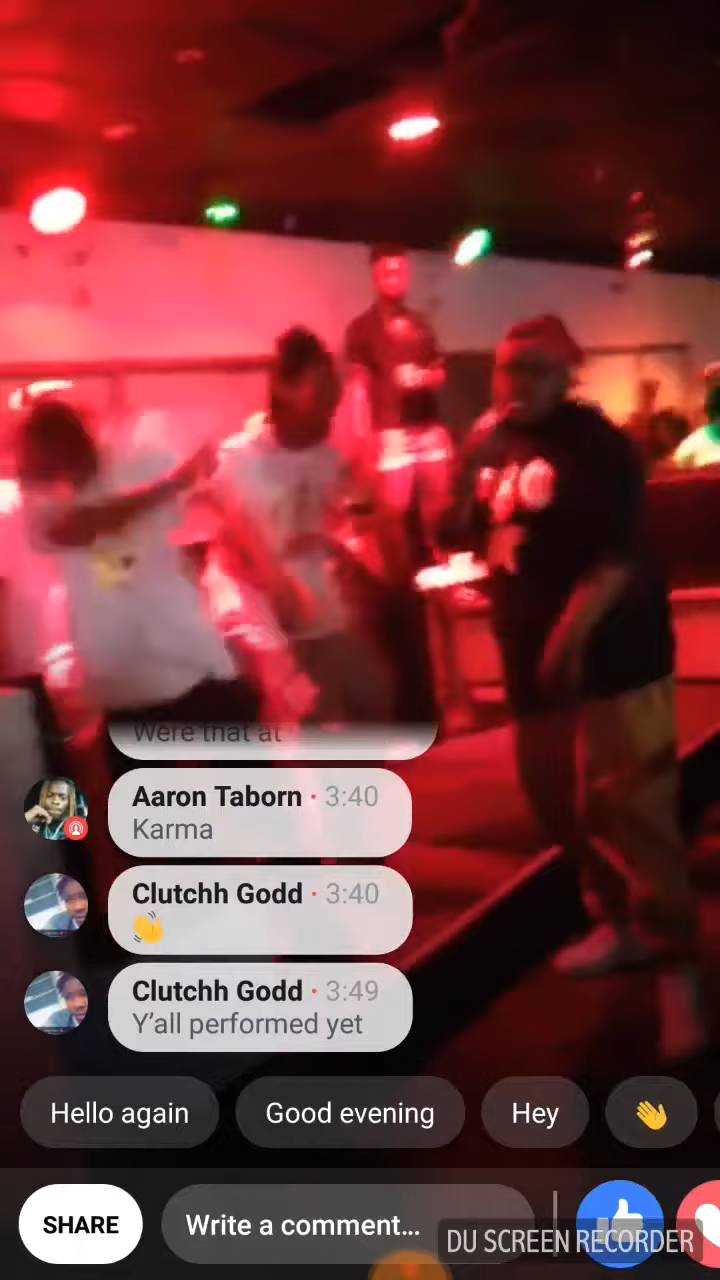 Were that at
Aaron Taborn · 3:40
Karma
Clutchh Godd · 3:40
👋
Clutchh Godd · 3:49
Y'all performed yet
Hello again
Good evening
Hey
👋
SHARE
Write a comment...
DU SCREEN RECORDER